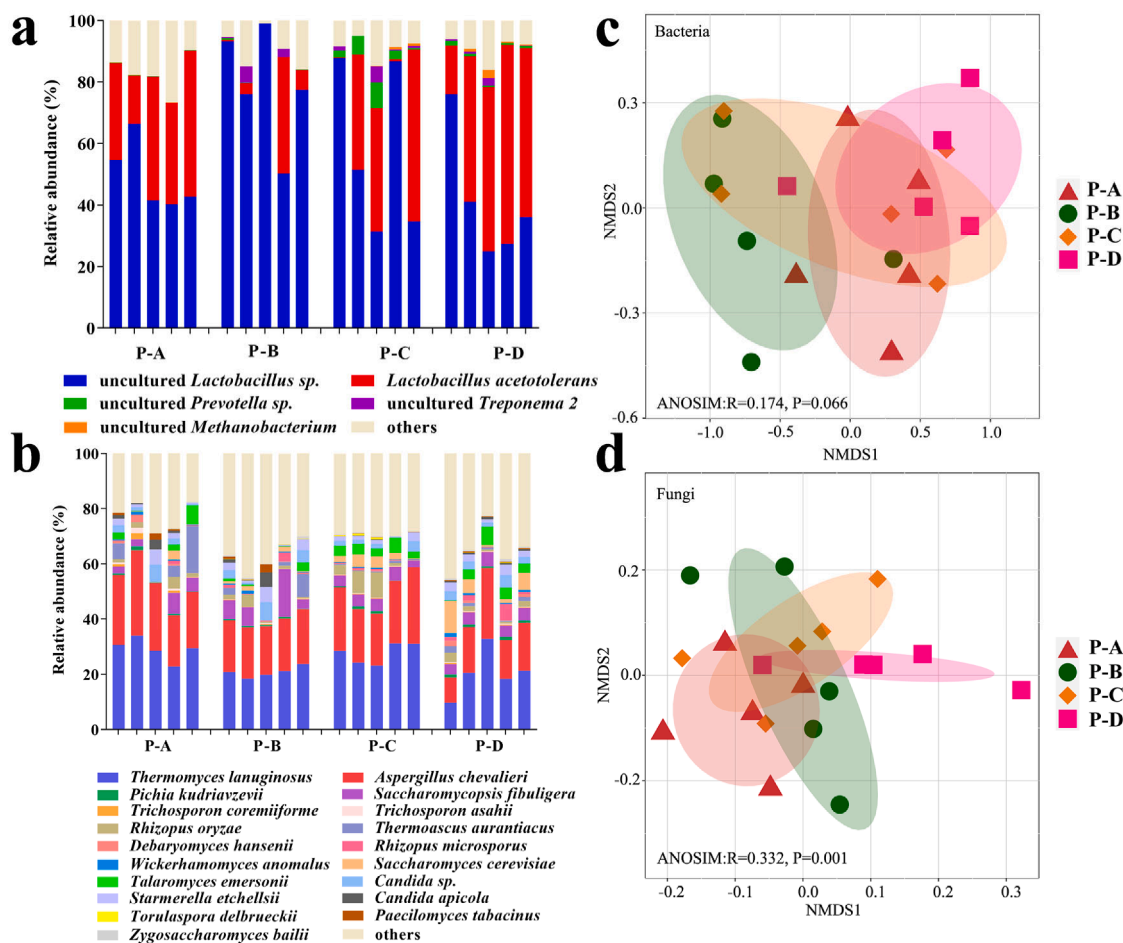 a
Relative abundance (%)
100
80
60
40
20
0
P-A P-B P-C P-D
uncultured Lactobacillus sp. Lactobacillus acetotolerans
uncultured Prevotella sp. uncultured Treponema 2
uncultured Methanobacterium others
b
Relative abundance (%)
100
80
60
40
20
0
P-A P-B P-C P-D
Thermomyces lanuginosus Aspergillus chevalieri
Pichia kudriavzevii Saccharomycopsis fibuligera
Trichosporon coremiiforme Trichosporon asahii
Rhizopus oryzae Thermoascus aurantiacus
Debaryomces hansenii Rhizopus microsporus
Wickerhamomyces anomalus Saccharomyces cerevisiae
Talaromyces emersonii Candida sp.
Starmerella etchellsii Candida apicola
Torulaspora delbrueckii Paecilomyces tabacinus
Zygosaccharomyces bailii others
c
Bacteria
NMDS2
0.3
0.0
-0.3
-0.6
ANOSIM:R=0.174, P=0.066
-1.0 -0.5 0.0 0.5 1.0
NMDS1
P-A
P-B
P-C
P-D
d
Fungi
NMDS2
0.2
0.0
-0.2
ANOSIM:R=0.332, P=0.001
-0.2 -0.1 0.0 0.1 0.2 0.3
NMDS1
P-A
P-B
P-C
P-D